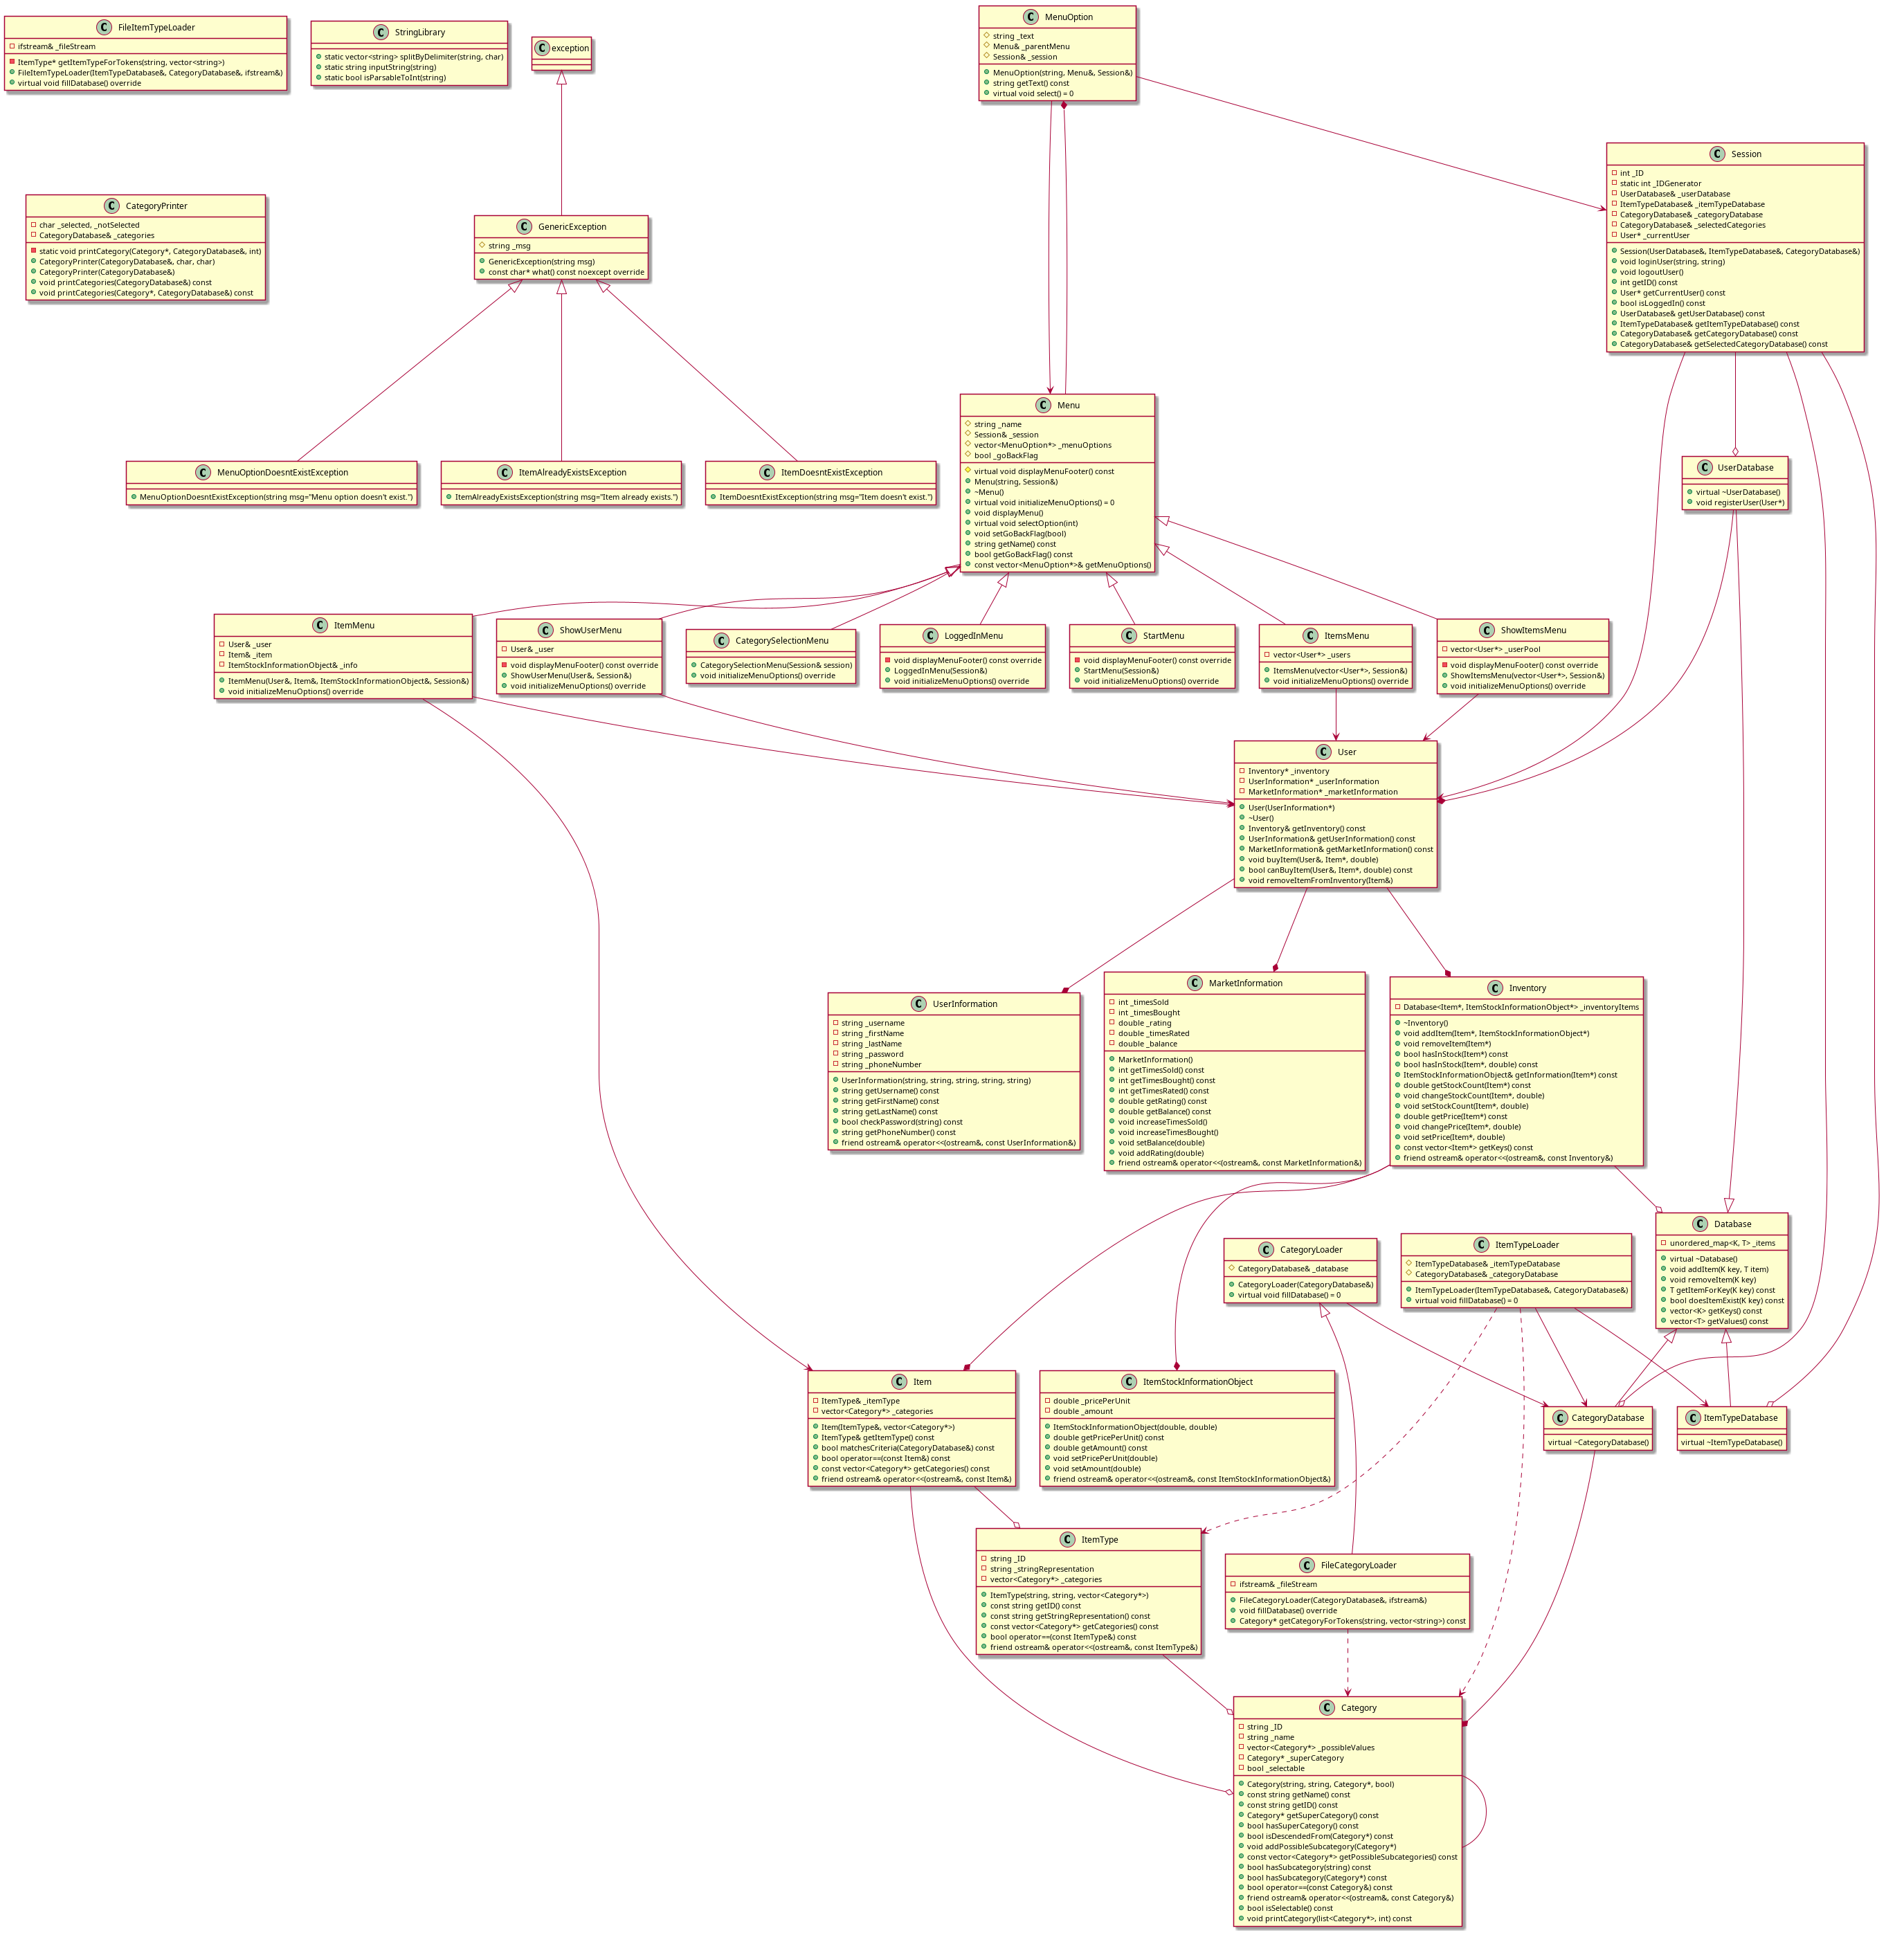 FileItemTypeLoader
ifstream& _fileStream
ItemType* getItemTypeForTokens(string, vector<string>)
FileItemTypeLoader(ItemTypeDatabase&, CategoryDatabase&, ifstream&)
virtual void fillDatabase() override
StringLibrary
static vector<string> splitByDelimiter(string, char)
static string inputString(string)
static bool isParsableToInt(string)
exception
MenuOption
string _text
Menu& _parentMenu
Session& _session
MenuOption(string, Menu&, Session&)
string getText() const
virtual void select() = 0
Session
int _ID
static int _IDGenerator
UserDatabase& _userDatabase
ItemTypeDatabase& _itemTypeDatabase
CategoryDatabase& _categoryDatabase
CategoryDatabase& _selectedCategories
User* _currentUser
Session(UserDatabase&, ItemTypeDatabase&, CategoryDatabase&)
void loginUser(string, string)
void logoutUser()
int getID() const
User* getCurrentUser() const
bool isLoggedIn() const
UserDatabase& getUserDatabase() const
ItemTypeDatabase& getItemTypeDatabase() const
CategoryDatabase& getCategoryDatabase() const
CategoryDatabase& getSelectedCategoryDatabase() const
CategoryPrinter
char _selected, _notSelected
CategoryDatabase& _categories
static void printCategory(Category*, CategoryDatabase&, int)
CategoryPrinter(CategoryDatabase&, char, char)
CategoryPrinter(CategoryDatabase&)
void printCategories(CategoryDatabase&) const
void printCategories(Category*, CategoryDatabase&) const
GenericException
string _msg
GenericException(string msg)
const char* what() const noexcept override
Menu
string _name
Session& _session
vector<MenuOption*> _menuOptions
bool _goBackFlag
virtual void displayMenuFooter() const
Menu(string, Session&)
~Menu()
virtual void initializeMenuOptions() = 0
void displayMenu()
virtual void selectOption(int)
void setGoBackFlag(bool)
string getName() const
bool getGoBackFlag() const
const vector<MenuOption*>& getMenuOptions()
MenuOptionDoesntExistException
MenuOptionDoesntExistException(string msg="Menu option doesn't exist.")
ItemAlreadyExistsException
ItemAlreadyExistsException(string msg="Item already exists.")
ItemDoesntExistException
ItemDoesntExistException(string msg="Item doesn't exist.")
UserDatabase
virtual ~UserDatabase()
void registerUser(User*)
ItemMenu
User& _user
Item& _item
ItemStockInformationObject& _info
ItemMenu(User&, Item&, ItemStockInformationObject&, Session&)
void initializeMenuOptions() override
ShowUserMenu
User& _user
void displayMenuFooter() const override
ShowUserMenu(User&, Session&)
void initializeMenuOptions() override
CategorySelectionMenu
CategorySelectionMenu(Session& session)
void initializeMenuOptions() override
LoggedInMenu
void displayMenuFooter() const override
LoggedInMenu(Session&)
void initializeMenuOptions() override
StartMenu
void displayMenuFooter() const override
StartMenu(Session&)
void initializeMenuOptions() override
ItemsMenu
vector<User*> _users
ItemsMenu(vector<User*>, Session&)
void initializeMenuOptions() override
ShowItemsMenu
vector<User*> _userPool
void displayMenuFooter() const override
ShowItemsMenu(vector<User*>, Session&)
void initializeMenuOptions() override
User
Inventory* _inventory
UserInformation* _userInformation
MarketInformation* _marketInformation
User(UserInformation*)
~User()
Inventory& getInventory() const
UserInformation& getUserInformation() const
MarketInformation& getMarketInformation() const
void buyItem(User&, Item*, double)
bool canBuyItem(User&, Item*, double) const
void removeItemFromInventory(Item&)
UserInformation
string _username
string _firstName
string _lastName
string _password
string _phoneNumber
UserInformation(string, string, string, string, string)
string getUsername() const
string getFirstName() const
string getLastName() const
bool checkPassword(string) const
string getPhoneNumber() const
friend ostream& operator<<(ostream&, const UserInformation&)
MarketInformation
int _timesSold
int _timesBought
double _rating
double _timesRated
double _balance
MarketInformation()
int getTimesSold() const
int getTimesBought() const
int getTimesRated() const
double getRating() const
double getBalance() const
void increaseTimesSold()
void increaseTimesBought()
void setBalance(double)
void addRating(double)
friend ostream& operator<<(ostream&, const MarketInformation&)
Inventory
Database<Item*, ItemStockInformationObject*> _inventoryItems
~Inventory()
void addItem(Item*, ItemStockInformationObject*)
void removeItem(Item*)
bool hasInStock(Item*) const
bool hasInStock(Item*, double) const
ItemStockInformationObject& getInformation(Item*) const
double getStockCount(Item*) const
void changeStockCount(Item*, double)
void setStockCount(Item*, double)
double getPrice(Item*) const
void changePrice(Item*, double)
void setPrice(Item*, double)
const vector<Item*> getKeys() const
friend ostream& operator<<(ostream&, const Inventory&)
Database
unordered_map<K, T> _items
virtual ~Database()
void addItem(K key, T item)
void removeItem(K key)
T getItemForKey(K key) const
bool doesItemExist(K key) const
vector<K> getKeys() const
vector<T> getValues() const
CategoryLoader
CategoryDatabase& _database
CategoryLoader(CategoryDatabase&)
virtual void fillDatabase() = 0
ItemTypeLoader
ItemTypeDatabase& _itemTypeDatabase
CategoryDatabase& _categoryDatabase
ItemTypeLoader(ItemTypeDatabase&, CategoryDatabase&)
virtual void fillDatabase() = 0
Item
ItemType& _itemType
vector<Category*> _categories
Item(ItemType&, vector<Category*>)
ItemType& getItemType() const
bool matchesCriteria(CategoryDatabase&) const
bool operator==(const Item&) const
const vector<Category*> getCategories() const
friend ostream& operator<<(ostream&, const Item&)
ItemStockInformationObject
double _pricePerUnit
double _amount
ItemStockInformationObject(double, double)
double getPricePerUnit() const
double getAmount() const
void setPricePerUnit(double)
void setAmount(double)
friend ostream& operator<<(ostream&, const ItemStockInformationObject&)
CategoryDatabase
virtual ~CategoryDatabase()
ItemTypeDatabase
virtual ~ItemTypeDatabase()
ItemType
string _ID
string _stringRepresentation
vector<Category*> _categories
ItemType(string, string, vector<Category*>)
const string getID() const
const string getStringRepresentation() const
const vector<Category*> getCategories() const
bool operator==(const ItemType&) const
friend ostream& operator<<(ostream&, const ItemType&)
FileCategoryLoader
ifstream& _fileStream
FileCategoryLoader(CategoryDatabase&, ifstream&)
void fillDatabase() override
Category* getCategoryForTokens(string, vector<string>) const
Category
string _ID
string _name
vector<Category*> _possibleValues
Category* _superCategory
bool _selectable
Category(string, string, Category*, bool)
const string getName() const
const string getID() const
Category* getSuperCategory() const
bool hasSuperCategory() const
bool isDescendedFrom(Category*) const
void addPossibleSubcategory(Category*)
const vector<Category*> getPossibleSubcategories() const
bool hasSubcategory(string) const
bool hasSubcategory(Category*) const
bool operator==(const Category&) const
friend ostream& operator<<(ostream&, const Category&)
bool isSelectable() const
void printCategory(list<Category*>, int) const